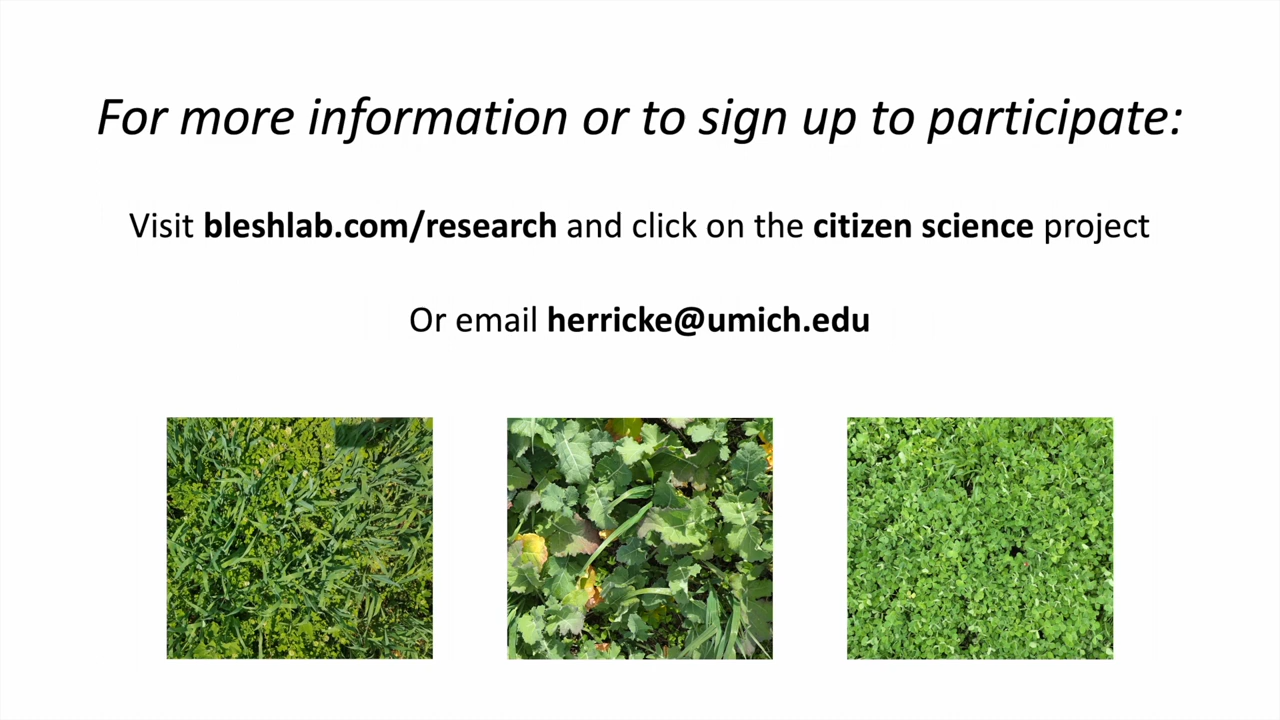 For more information or to sign up to participate:
Visit bleshlab.com/research and click on the citizen science project
Or email herricke@umich.edu